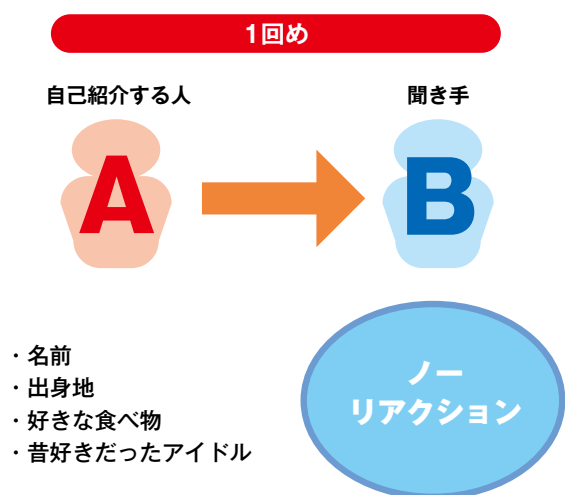 1回め
自己紹介する人
聞き手
A
B
・名前
・出身地
・好きな食べ物
・昔好きだったアイドル
ノー
リアクション